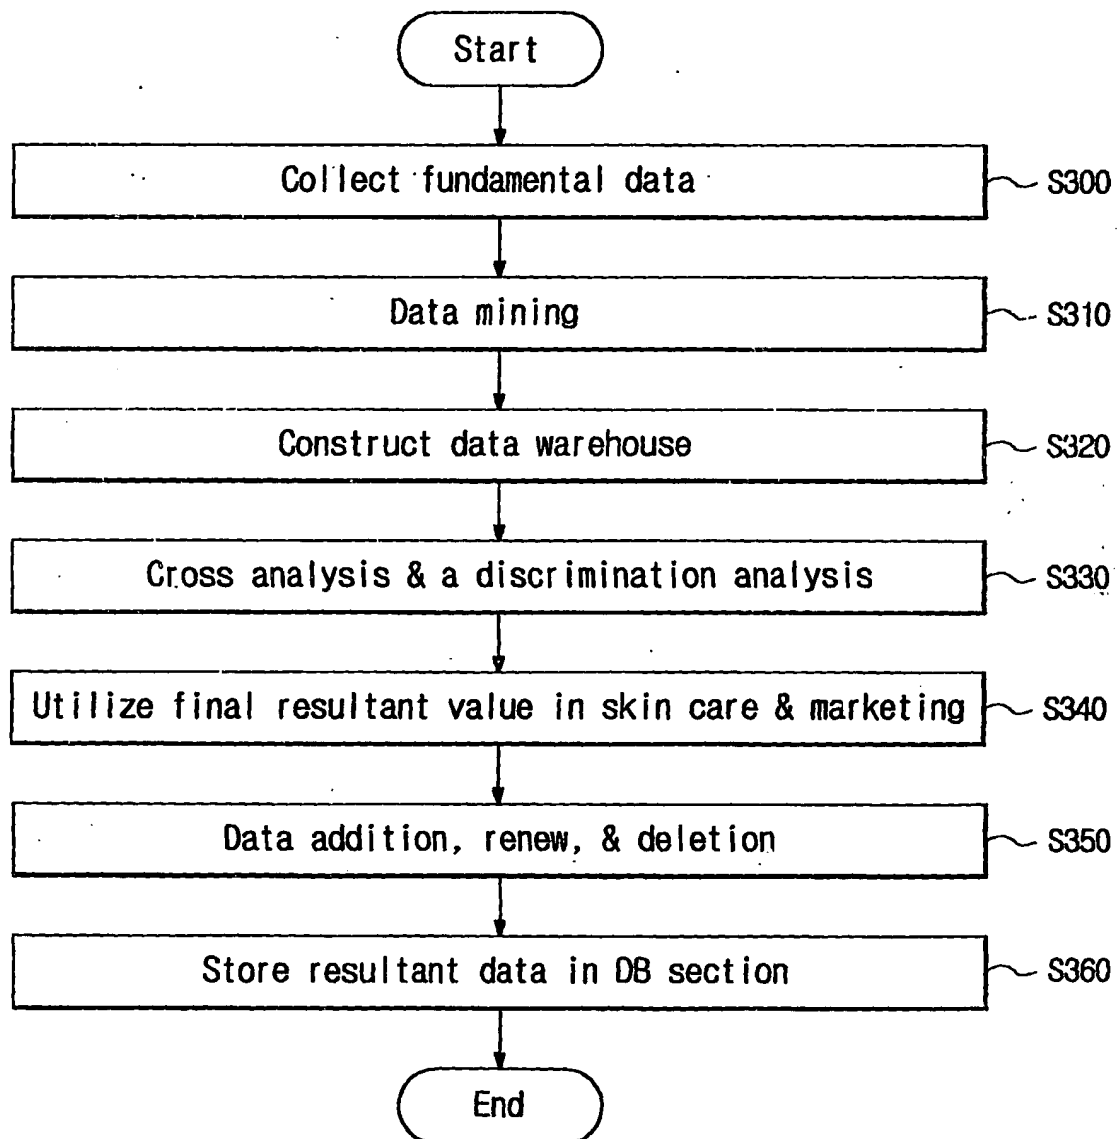 Start
Collect fundamental data
S300
Data mining
S310
Construct data warehouse
S320
Cross analysis & a discrimination analysis
S330
Utilize final resultant value in skin care & marketing
S340
Data addition, renew, & deletion
S350
Store resultant data in DB section
S360
End